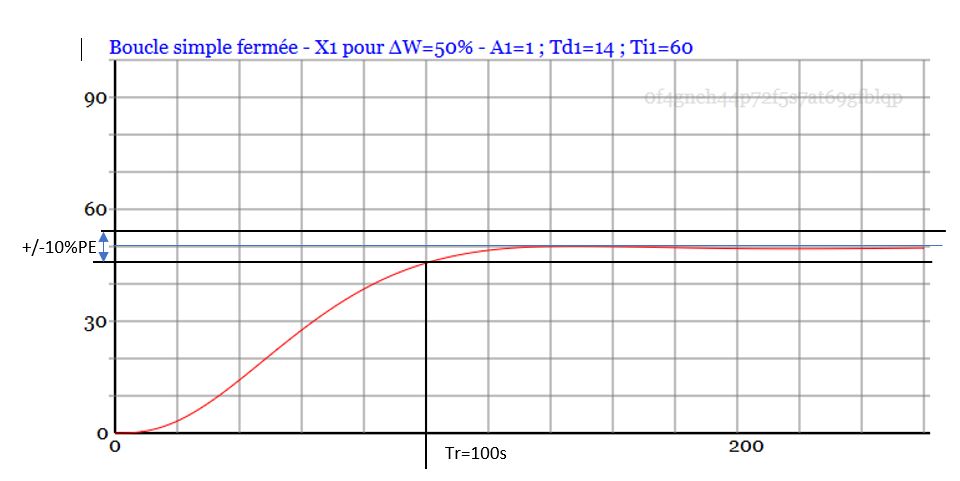 Boucle simple fermée - X1 pour ΔW=50% - A1=1 ; Td1=14 ; Ti1=60
0f4gnch44p72f5s7at69gfblqp
90
60
+/-10%PE
30
0
0
200
Tr=100s